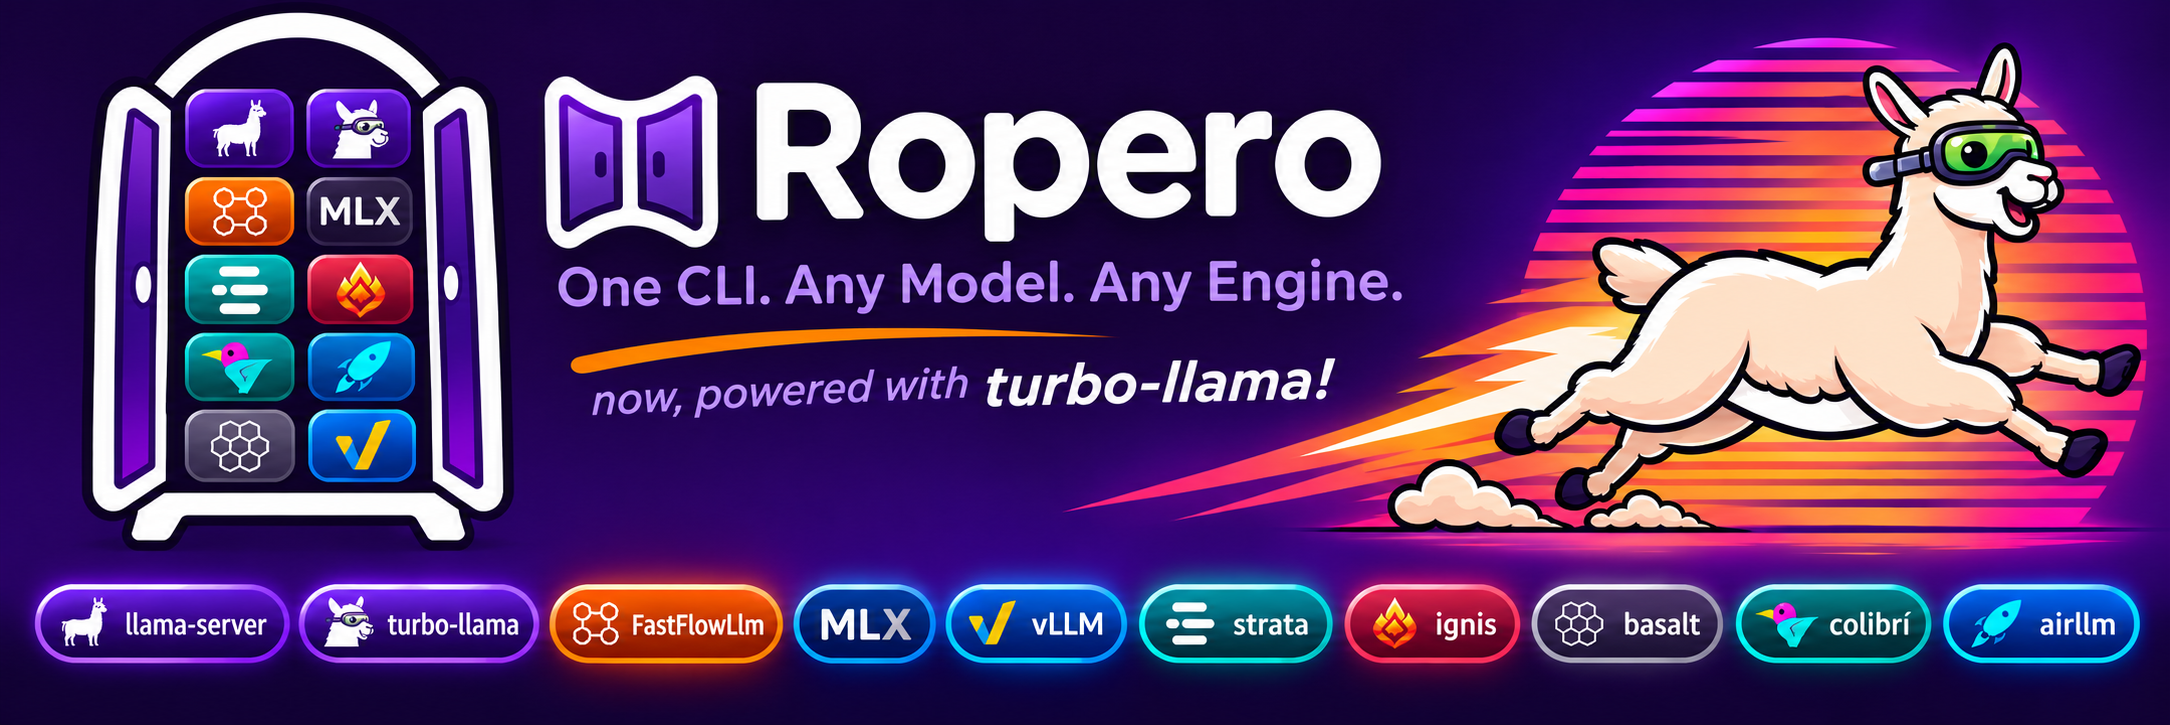 MLX
Ropero
One CLI. Any Model. Any Engine.
now, powered with turbo-llama!
llama-server
turbo-llama
FastFlowLlm
MLX
vLLM
strata
ignis
basalt
colibrí
airllm